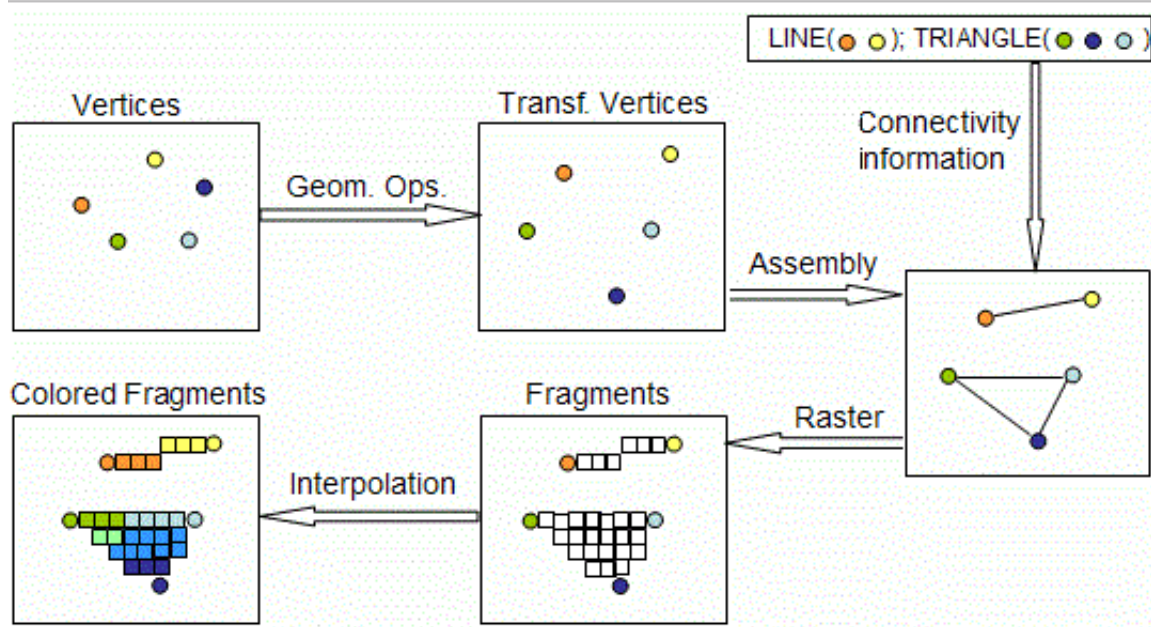 LINE( ); TRIANGLE( )
Vertices
Transf. Vertices
Connectivity
information
Geom. Ops.
Assembly
Colored Fragments
Fragments
Raster
Interpolation